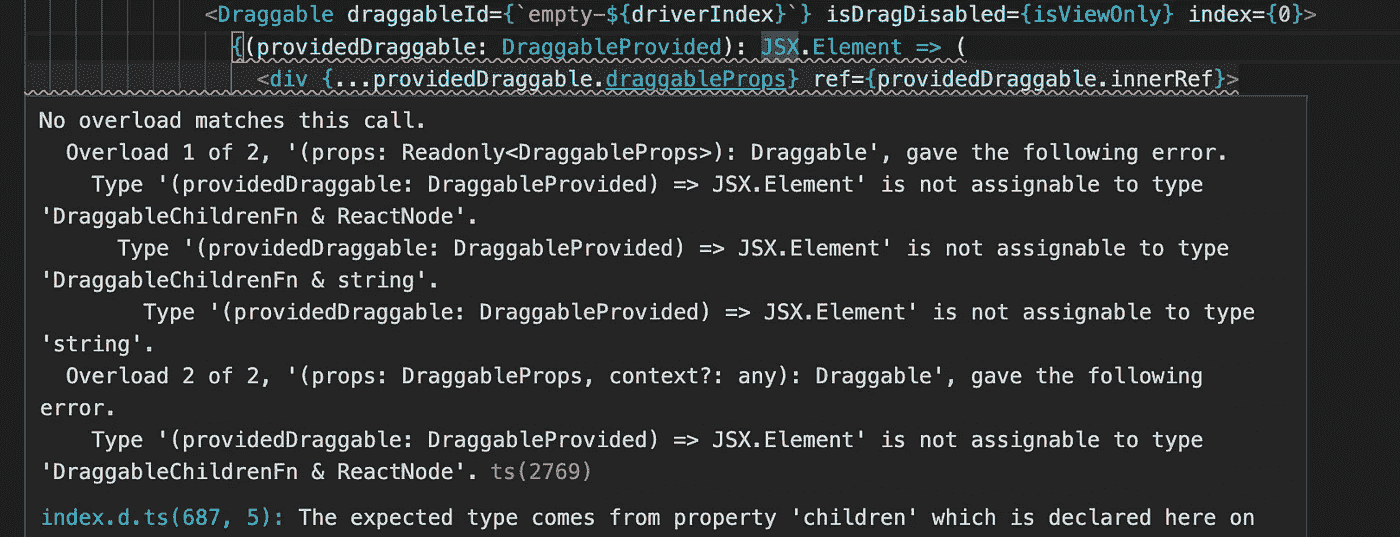 <Draggable draggableId={`empty-${driverIndex}`} isDragDisabled={isViewOnly} index={0}>
{(providedDraggable: DraggableProvided): JSX.Element => (
<div {...providedDraggable.draggableProps} ref={providedDraggable.innerRef}>
No overload matches this call.
Overload 1 of 2, '(props: Readonly<DraggableProps>): Draggable', gave the following error.
Type '(providedDraggable: DraggableProvided) => JSX.Element' is not assignable to type
'DraggableChildrenFn & ReactNode'.
Type '(providedDraggable: DraggableProvided) => JSX.Element' is not assignable to type
'DraggableChildrenFn & string'.
Type '(providedDraggable: DraggableProvided) => JSX.Element' is not assignable to type
'string'.
Overload 2 of 2, '(props: DraggableProps, context?: any): Draggable', gave the following
error.
Type '(providedDraggable: DraggableProvided) => JSX.Element' is not assignable to type
'DraggableChildrenFn & ReactNode'. ts(2769)
index.d.ts(687, 5): The expected type comes from property 'children' which is declared here on